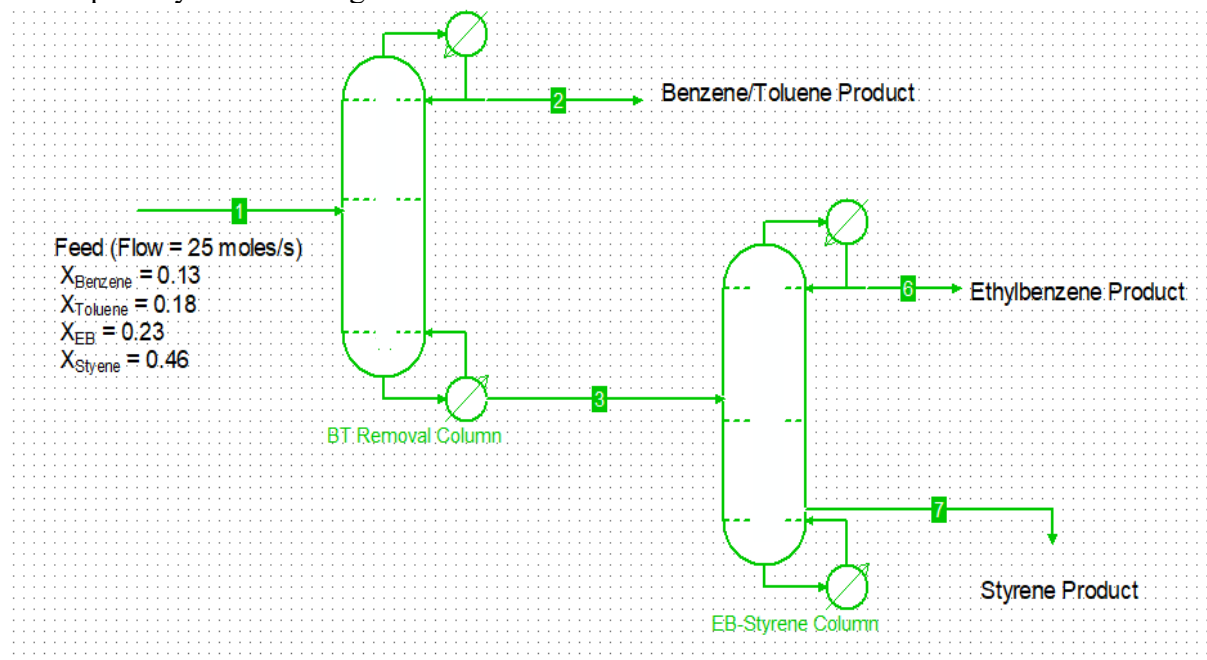 2
Benzene/Toluene Product
1
Feed (Flow = 25 moles/s)
X_Benzene = 0.13
X_Toluene = 0.18
X_EB = 0.23
X_Styene = 0.46
6
Ethylbenzene Product
3
BT Removal Column
7
Styrene Product
EB-Styrene Column